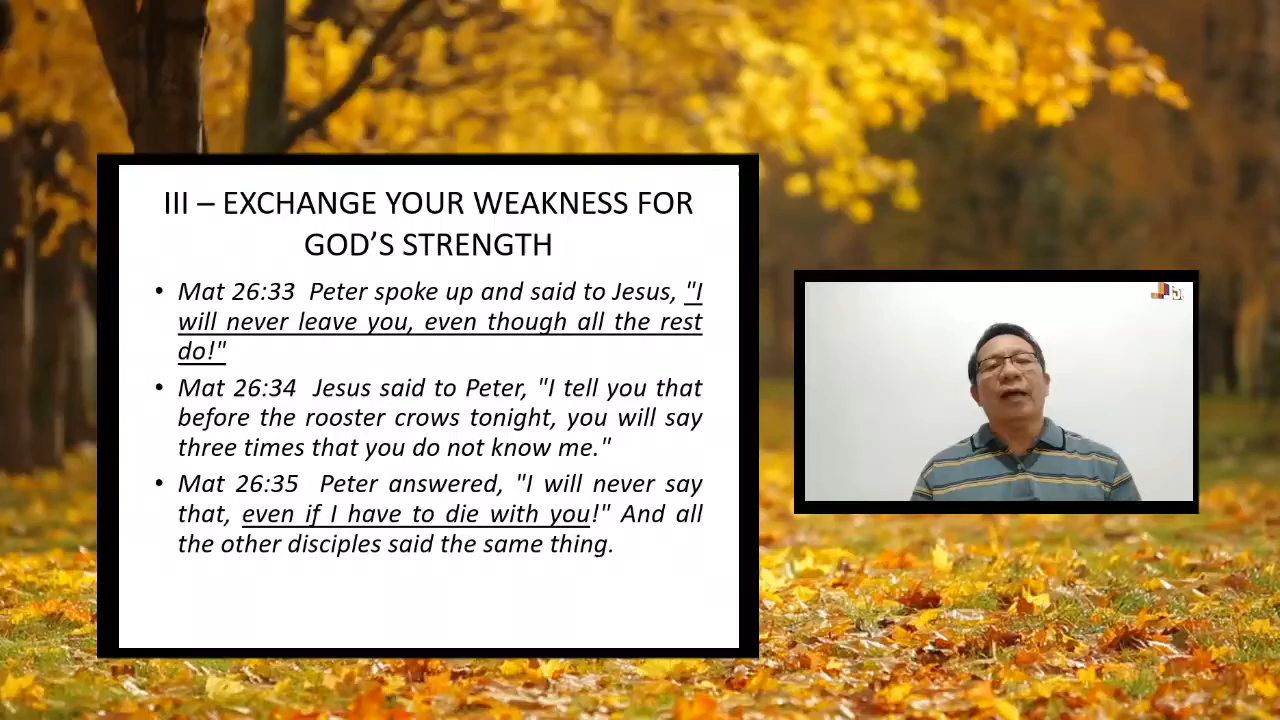 III – EXCHANGE YOUR WEAKNESS FOR
GOD’S STRENGTH
• Mat 26:33  Peter spoke up and said to Jesus, "I
will never leave you, even though all the rest
do!"
• Mat 26:34  Jesus said to Peter, "I tell you that
before the rooster crows tonight, you will say
three times that you do not know me."
• Mat 26:35  Peter answered, "I will never say
that, even if I have to die with you!" And all
the other disciples said the same thing.